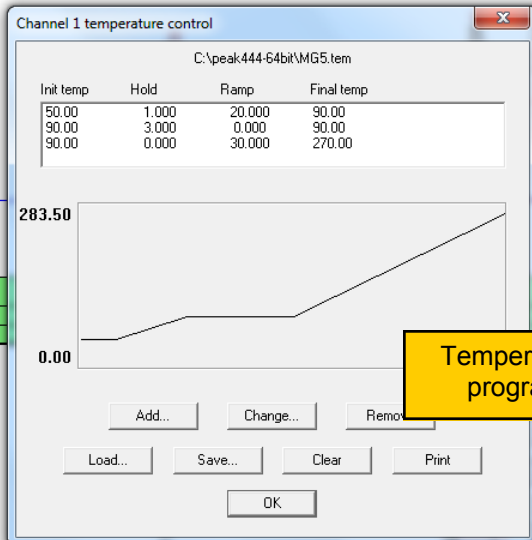 Channel 1 temperature control
x
C:\peak444-64bit\MG5.tem
Init temp Hold Ramp Final temp
50.00 1.000 20.000 90.00
90.00 3.000 0.000 90.00
90.00 0.000 30.000 270.00
283.50
0.00
Add... Change...
Load... Save... Clear Print
OK